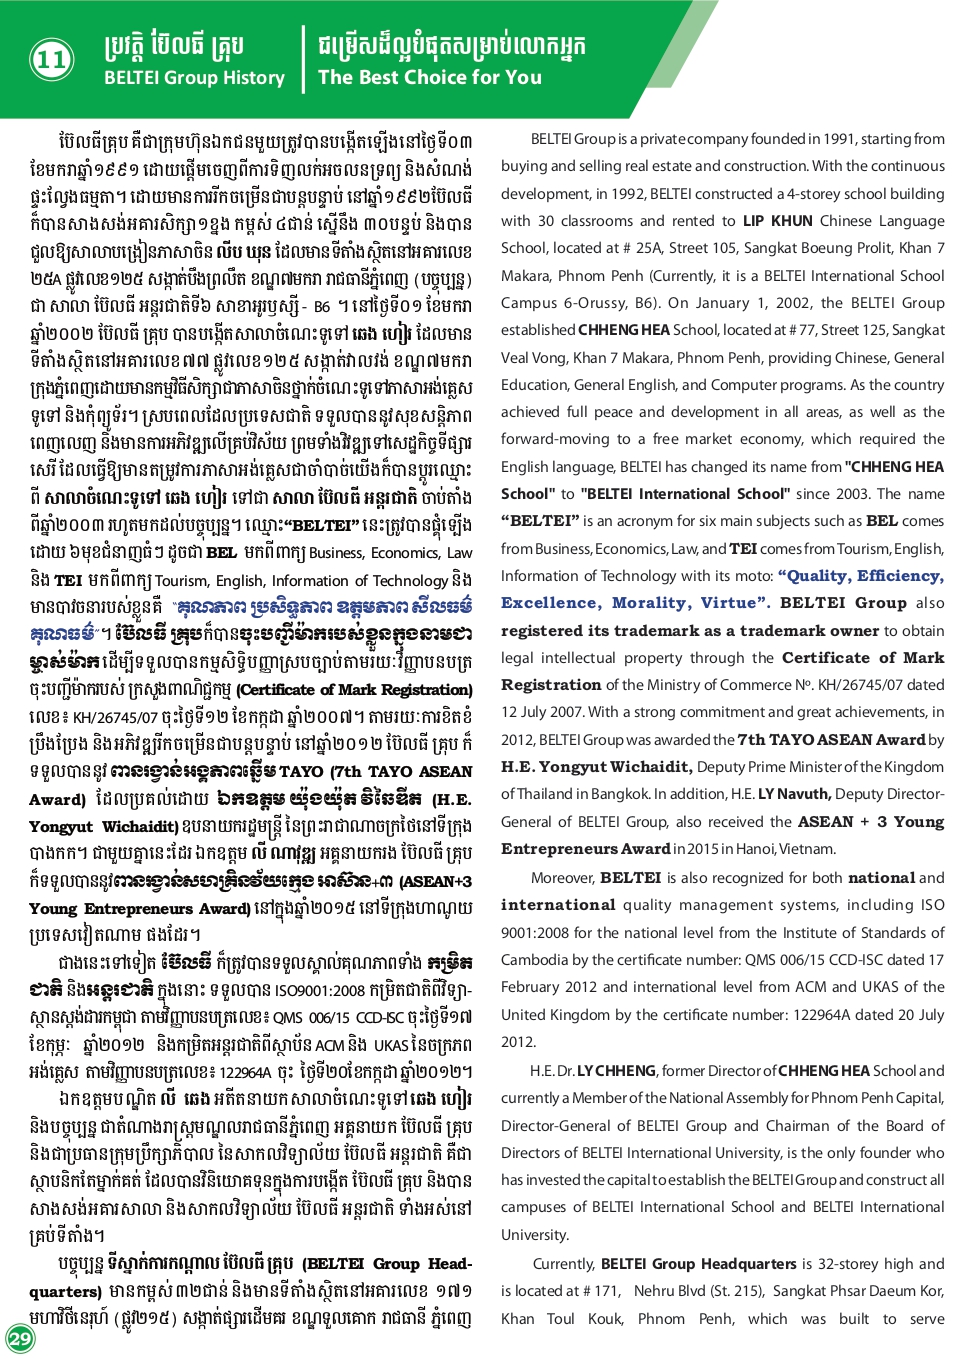 11
ប្រវត្តិ ប៊ែលធី គ្រុប
BELTEI Group History
ជម្រើសដ៏ល្អបំផុតសម្រាប់លោកអ្នក
The Best Choice for You
ប៊ែលធីគ្រុប គឺជាក្រុមហ៊ុនឯកជនមួយត្រូវបានបង្កើតឡើងនៅថ្ងៃទី០៣
ខែមករាឆ្នាំ១៩៩១ ដោយផ្តើមចេញពីការទិញលក់អចលនទ្រព្យ និងសំណង់
ផ្ទះល្វែងធម្មតា។ ដោយមានការរីកចម្រើនជាបន្តបន្ទាប់ នៅឆ្នាំ១៩៩២ប៊ែលធី
ក៏បានសាងសង់អគារសិក្សា១ខ្នង កម្ពស់ ៤ជាន់ ស្មើនឹង ៣០បន្ទប់ និងបាន
ជួលឱ្យសាលាបង្រៀនភាសាចិន លីប ឃុន ដែលមានទីតាំងស្ថិតនៅអគារលេខ
២៥A ផ្លូវលេខ១២៥ សង្កាត់បឹងព្រលឹត ខណ្ឌ៧មករា រាជធានីភ្នំពេញ (បច្ចុប្បន្ន)
ជា សាលា ប៊ែលធី អន្តរជាតិទី៦ សាខាអូរឫស្សី - B6 ។ នៅថ្ងៃទី០១ ខែមករា
ឆ្នាំ២០០២ ប៊ែលធី គ្រុប បានបង្កើតសាលាចំណេះទូទៅ ឆេង ហៀរ ដែលមាន
ទីតាំងស្ថិតនៅអគារលេខ៧៧ ផ្លូវលេខ១២៥ សង្កាត់វាលវង់ ខណ្ឌ៧មករា
ក្រុងភ្នំពេញដោយមានកម្មវិធីសិក្សាជាភាសាចិនថ្នាក់ចំណេះទូទៅភាសាអង់គ្លេស
ទូទៅ និងកុំព្យូទ័រ។ ស្របពេលដែលប្រទេសជាតិ ទទួលបាននូវសុខសន្តិភាព
ពេញលេញ និងមានការអភិវឌ្ឍលើគ្រប់វិស័យ ព្រមទាំងវិវឌ្ឍទៅសេដ្ឋកិច្ចទីផ្សារ
សេរី ដែលធ្វើឱ្យមានតម្រូវការភាសាអង់គ្លេសជាចាំបាច់យើងក៏បានប្តូរឈ្មោះ
ពី សាលាចំណេះទូទៅ ឆេង ហៀរ ទៅជា សាលា ប៊ែលធី អន្តរជាតិ ចាប់តាំង
ពីឆ្នាំ២០០៣ រហូតមកដល់បច្ចុប្បន្ន។ ឈ្មោះ “BELTEI” នេះត្រូវបានផ្គុំឡើង
ដោយ ៦មុខជំនាញធំៗ ដូចជា BEL មកពីពាក្យ Business, Economics, Law
និង TEI មកពីពាក្យ Tourism, English, Information of Technology និង
មានបាវចនារបស់ខ្លួនគឺ “គុណភាព ប្រសិទ្ធភាព ឧត្តមភាព សីលធម៌
គុណធម៌”។ ប៊ែលធី គ្រុបក៏បានចុះបញ្ជីម៉ាករបស់ខ្លួនក្នុងនាមជា
ម្ចាស់ម៉ាក ដើម្បីទទួលបានកម្មសិទ្ធិបញ្ញាស្របច្បាប់តាមរយៈវិញ្ញាបនបត្រ
ចុះបញ្ជីម៉ាករបស់ ក្រសួងពាណិជ្ជកម្ម (Certificate of Mark Registration)
លេខ៖ KH/26745/07 ចុះថ្ងៃទី១២ ខែកក្កដា ឆ្នាំ២០០៧។ តាមរយៈការខិតខំ
ប្រឹងប្រែង និងអភិវឌ្ឍរីកចម្រើនជាបន្តបន្ទាប់ នៅឆ្នាំ២០១២ ប៊ែលធី គ្រុប ក៏
ទទួលបាននូវ ពានរង្វាន់អង្គភាពឆ្នើម TAYO (7th TAYO ASEAN
Award) ដែលប្រគល់ដោយ ឯកឧត្តម យ៉ុងយ៉ុត វិឆៃឌីត (H.E.
Yongyut Wichaidit) ឧបនាយករដ្ឋមន្ត្រី នៃព្រះរាជាណាចក្រថៃនៅទីក្រុង
បាងកក។ ជាមួយគ្នានេះដែរ ឯកឧត្តម លី ណាវុឌ្ឍ អគ្គនាយករង ប៊ែលធី គ្រុប
ក៏ទទួលបាននូវពានរង្វាន់សហគ្រិនវ័យក្មេង អាស៊ាន+៣ (ASEAN+3
Young Entrepreneurs Award) នៅក្នុងឆ្នាំ២០១៥ នៅទីក្រុងហាណូយ
ប្រទេសវៀតណាម ផងដែរ។
ជាងនេះទៅទៀត ប៊ែលធី ក៏ត្រូវបានទទួលស្គាល់គុណភាពទាំង កម្រិត
ជាតិ និងអន្តរជាតិ ក្នុងនោះ ទទួលបាន ISO9001:2008 កម្រិតជាតិពីវិទ្យា-
ស្ថានស្តង់ដារកម្ពុជា តាមវិញ្ញាបនបត្រលេខ៖ QMS 006/15 CCD-ISC ចុះថ្ងៃទី១៧
ខែកុម្ភៈ ឆ្នាំ២០១២ និងកម្រិតអន្តរជាតិពីស្ថាប័ន ACM និង UKAS នៃចក្រភព
អង់គ្លេស តាមវិញ្ញាបនបត្រលេខ៖ 122964A ចុះ ថ្ងៃទី២០ខែកក្កដា ឆ្នាំ២០១២។
ឯកឧត្តមបណ្ឌិត លី ឆេង អតីតនាយក សាលាចំណេះទូទៅ ឆេង ហៀរ
និងបច្ចុប្បន្ន ជាតំណាងរាស្ត្រមណ្ឌលរាជធានីភ្នំពេញ អគ្គនាយក ប៊ែលធី គ្រុប
និងជាប្រធានក្រុមប្រឹក្សាភិបាល នៃសាកលវិទ្យាល័យ ប៊ែលធី អន្តរជាតិ គឺជា
ស្ថាបនិកតែម្នាក់គត់ ដែលបានវិនិយោគទុនក្នុងការបង្កើត ប៊ែលធី គ្រុប និងបាន
សាងសង់អគារសាលា និងសាកលវិទ្យាល័យ ប៊ែលធី អន្តរជាតិ ទាំងអស់នៅ
គ្រប់ទីតាំង។
បច្ចុប្បន្ន ទីស្នាក់ការកណ្តាល ប៊ែលធី គ្រុប (BELTEI Group Head-
quarters) មានកម្ពស់ ៣២ជាន់ និងមានទីតាំងស្ថិតនៅអគារលេខ ១៧១
មហាវិថីនេរុហ៍ (ផ្លូវ២១៥) សង្កាត់ផ្សារដើមគរ ខណ្ឌទួលគោក រាជធានី ភ្នំពេញ
BELTEI Group is a private company founded in 1991, starting from
buying and selling real estate and construction. With the continuous
development, in 1992, BELTEI constructed a 4-storey school building
with 30 classrooms and rented to LIP KHUN Chinese Language
School, located at # 25A, Street 105, Sangkat Boeung Prolit, Khan 7
Makara, Phnom Penh (Currently, it is a BELTEI International School
Campus 6-Orussy, B6). On January 1, 2002, the BELTEI Group
established CHHENG HEA School, located at # 77, Street 125, Sangkat
Veal Vong, Khan 7 Makara, Phnom Penh, providing Chinese, General
Education, General English, and Computer programs. As the country
achieved full peace and development in all areas, as well as the
forward-moving to a free market economy, which required the
English language, BELTEI has changed its name from "CHHENG HEA
School" to "BELTEI International School" since 2003. The name
“BELTEI” is an acronym for six main subjects such as BEL comes
from Business, Economics, Law, and TEI comes from Tourism, English,
Information of Technology with its moto: “Quality, Efficiency,
Excellence, Morality, Virtue”. BELTEI Group also
registered its trademark as a trademark owner to obtain
legal intellectual property through the Certificate of Mark
Registration of the Ministry of Commerce Nº. KH/26745/07 dated
12 July 2007. With a strong commitment and great achievements, in
2012, BELTEI Group was awarded the 7th TAYO ASEAN Award by
H.E. Yongyut Wichaidit, Deputy Prime Minister of the Kingdom
of Thailand in Bangkok. In addition, H.E. LY Navuth, Deputy Director-
General of BELTEI Group, also received the ASEAN + 3 Young
Entrepreneurs Award in 2015 in Hanoi, Vietnam.
Moreover, BELTEI is also recognized for both national and
international quality management systems, including ISO
9001:2008 for the national level from the Institute of Standards of
Cambodia by the certificate number: QMS 006/15 CCD-ISC dated 17
February 2012 and international level from ACM and UKAS of the
United Kingdom by the certificate number: 122964A dated 20 July
2012.
H.E. Dr. LY CHHENG, former Director of CHHENG HEA School and
currently a Member of the National Assembly for Phnom Penh Capital,
Director-General of BELTEI Group and Chairman of the Board of
Directors of BELTEI International University, is the only founder who
has invested the capital to establish the BELTEI Group and construct all
campuses of BELTEI International School and BELTEI International
University.
Currently, BELTEI Group Headquarters is 32-storey high and
is located at # 171, Nehru Blvd (St. 215), Sangkat Phsar Daeum Kor,
Khan Toul Kouk, Phnom Penh, which was built to serve
29